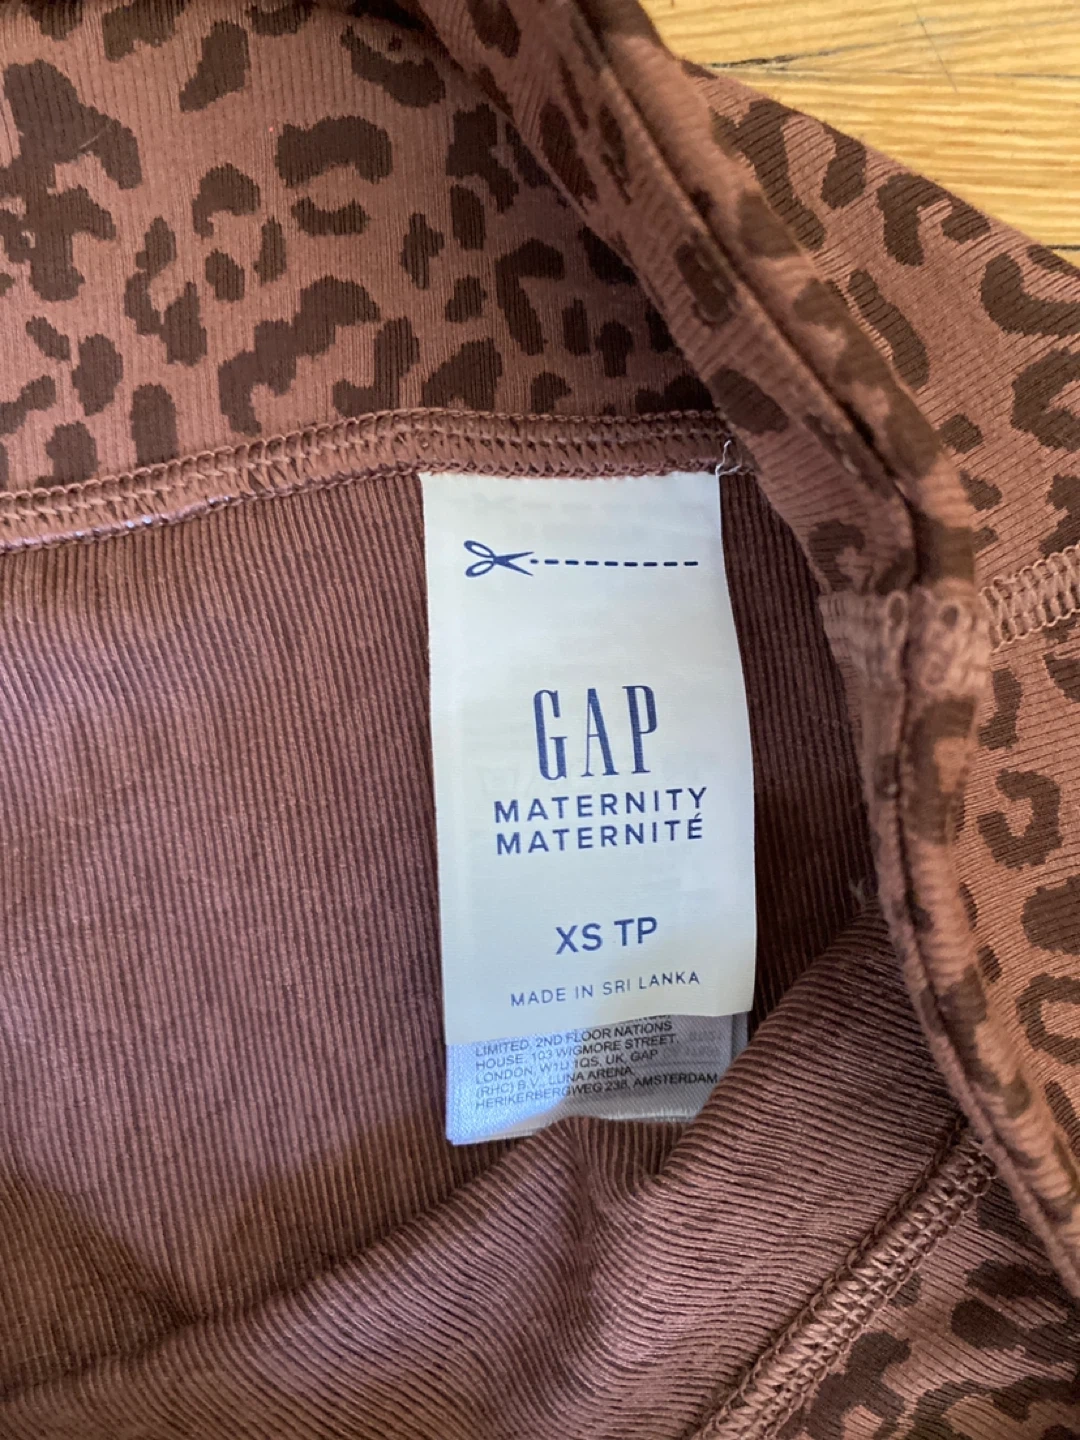 GAP
MATERNITY
MATERNITÉ
XS TP
MADE IN SRI LANKA
LIMITED, 2ND FLOOR NATIONS
HOUSE, 103 WIGMORE STREET,
LONDON, W1U 1QS, UK, GAP
(RHC) B.V., LUNA ARENA,
HERIKERBERGWEG 238, AMSTERDAM